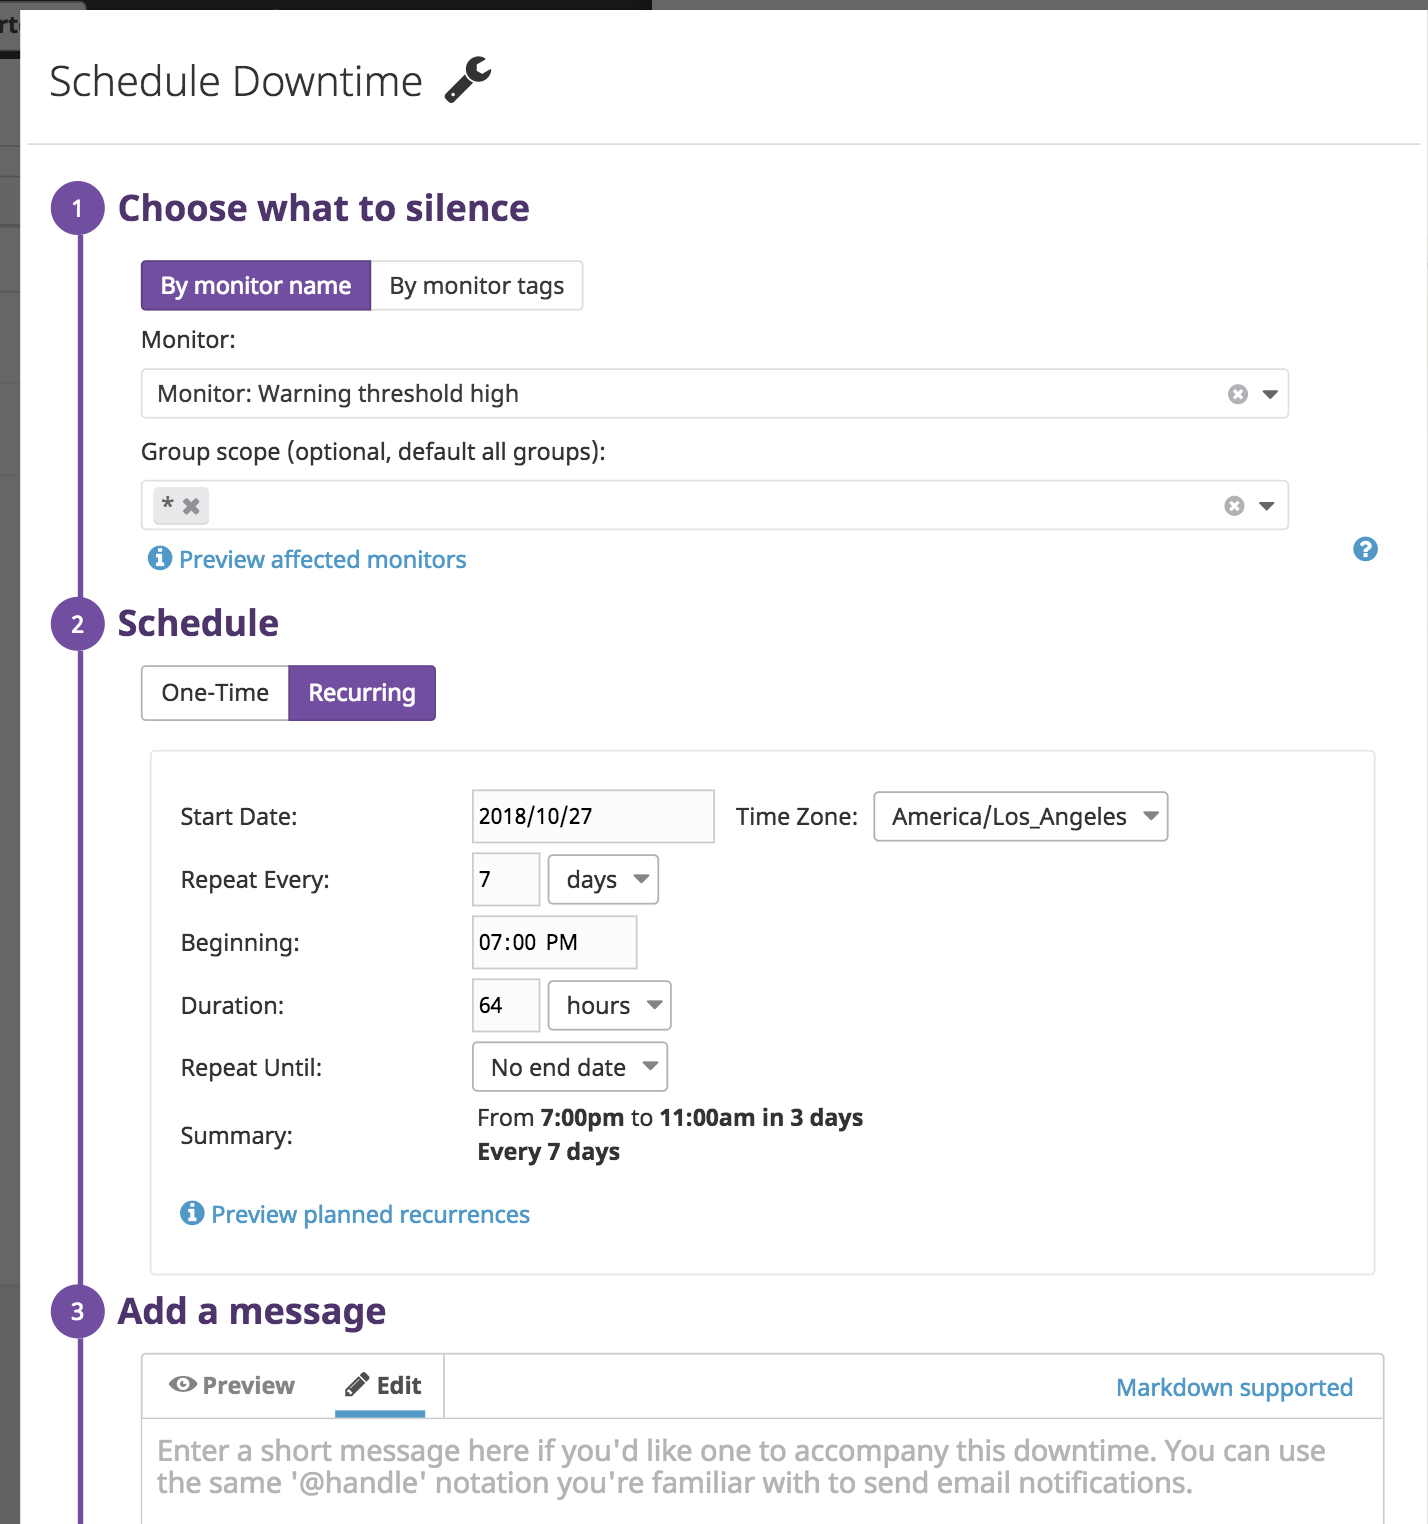 Schedule Downtime
1 Choose what to silence
By monitor name By monitor tags
Monitor:
Monitor: Warning threshold high
Group scope (optional, default all groups):
*
Preview affected monitors
2 Schedule
One-Time Recurring
Start Date: 2018/10/27 Time Zone: America/Los_Angeles
Repeat Every: 7 days
Beginning: 07:00 PM
Duration: 64 hours
Repeat Until: No end date
Summary: From 7:00pm to 11:00am in 3 days
Every 7 days
Preview planned recurrences
3 Add a message
Preview Edit Markdown supported
Enter a short message here if you'd like one to accompany this downtime. You can use
the same '@handle' notation you're familiar with to send email notifications.